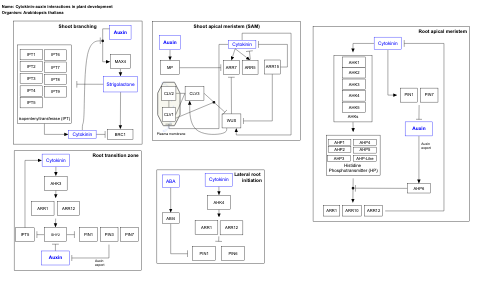 Name: Cytokinin-auxin interactions in plant development
Organism: Arabidopsis thaliana
Shoot branching
Auxin
MAX4
Strigolactone
IPT1
IPT6
IPT3
IPT7
IPT3
IPT8
IPT4
IPT9
IPT5
isopentenyltransferase (IPT)
Cytokinin
BRC1
Shoot apical meristem (SAM)
Auxin
Cytokinin
MP
ARR7
ARR15
CLV2
CLV3
CLV1
WUS
Plasma membrane
Root apical meristem
Cytokinin
AHK1
AHK2
AHK3
AHK4
AHK5
AHKs
PIN1
PIN7
Auxin
Auxin
export
AHP1
AHP4
AHP2
AHP5
AHP3
AHP-Like
Histidine
Phosphotransmitter (HP)
AHP6
ARR1
ARR10
ARR12
Root transition zone
Cytokinin
AHK3
ARR1
ARR12
IPT5
SHY2
PIN1
PIN3
PIN7
Auxin
Auxin
export
Lateral root
initiation
ABA
Cytokinin
AHK4
ARR1
ARR12
PIN1
PIN6